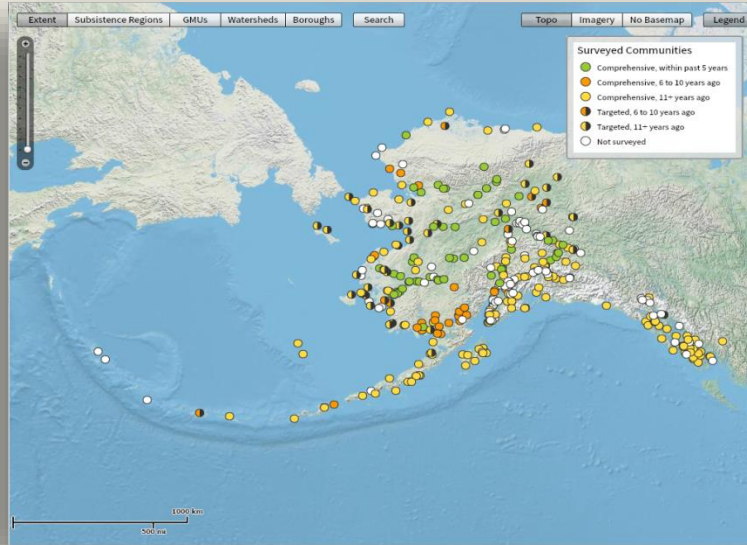 Extent Subsistence Regions GMUs Watersheds Boroughs Search Topo Imagery No Basemap Legend
Surveyed Communities
Comprehensive, within past 5 years
Comprehensive, 6 to 10 years ago
Comprehensive, 11+ years ago
Targeted, 6 to 10 years ago
Targeted, 11+ years ago
Not surveyed
1000 km
500 mi